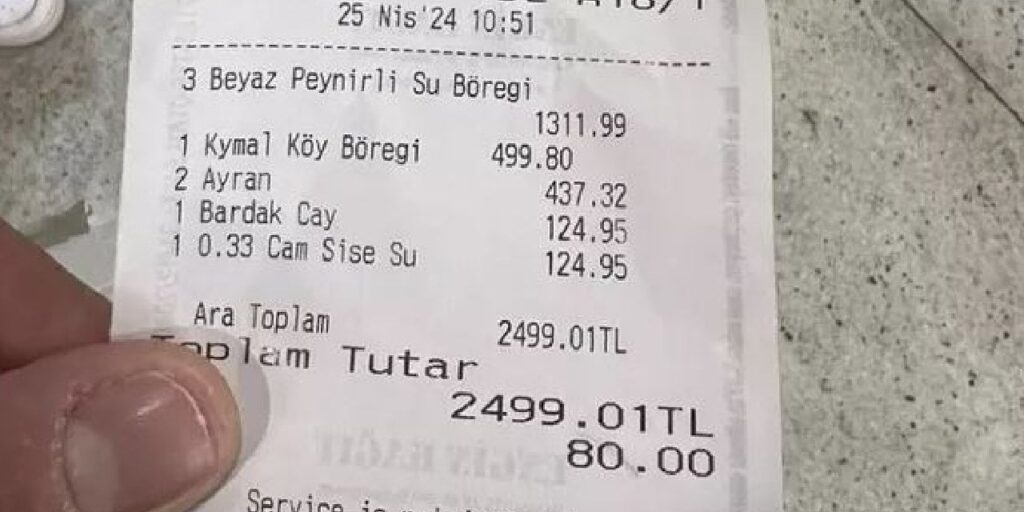 25 Nis'24 10:51
3 Beyaz Peynirli Su Böregi
1311.99
1 Kymal Köy Böregi 499.80
2 Ayran 437.32
1 Bardak Cay 124.95
1 0.33 Cam Sise Su 124.95
Ara Toplam 2499.01TL
Toplam Tutar
2499.01TL
80.00
Service is